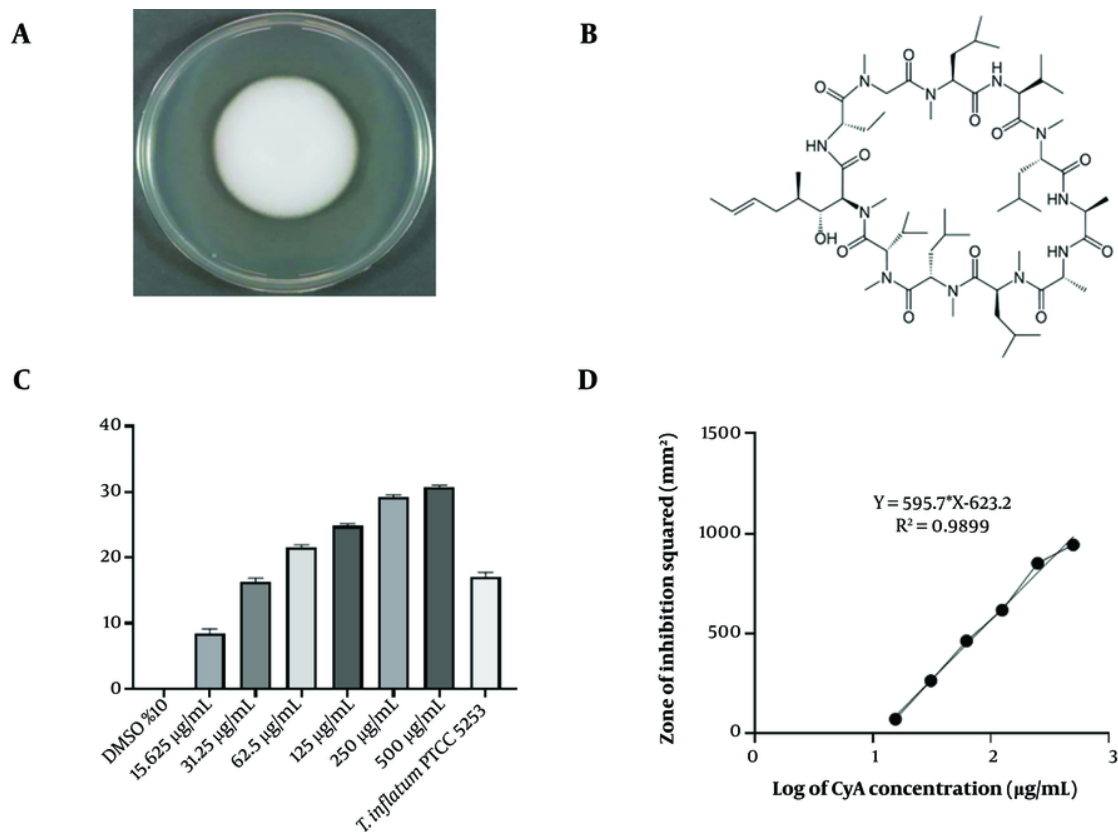 A
B
O
N
O
N
H
N
O
O
N
O
HN
O
N
O
HN
O
N
OH
O
N
O
N
O
N
O
HN
O
C
40
30
20
10
0
DMSO %10
15.625 µg/mL
31.25 µg/mL
62.5 µg/mL
125 µg/mL
250 µg/mL
500 µg/mL
T. inflatum PTCC 5253
D
Zone of inhibition squared (mm²)
1500
1000
500
0
Y = 595.7*X-623.2
R² = 0.9899
0
1
2
3
Log of CyA concentration (µg/mL)